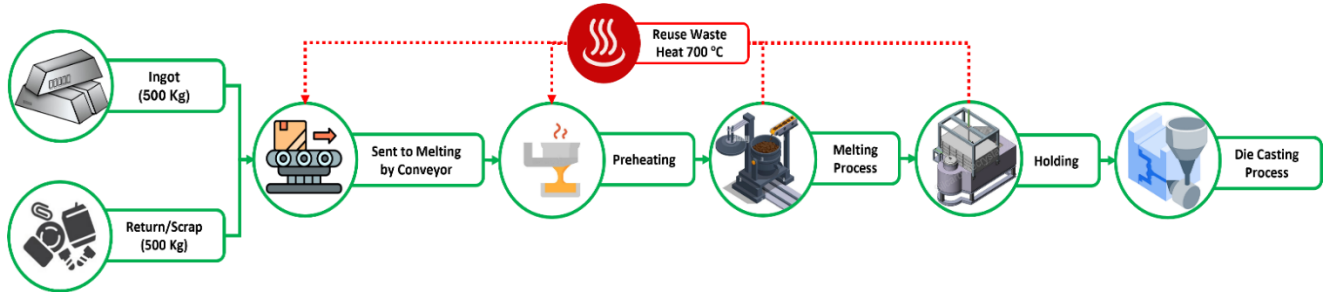 Reuse Waste
Heat 700 °C
Ingot
(500 Kg)
Sent to Melting
by Conveyor
Preheating
Melting
Process
Holding
Die Casting
Process
Return/Scrap
(500 Kg)